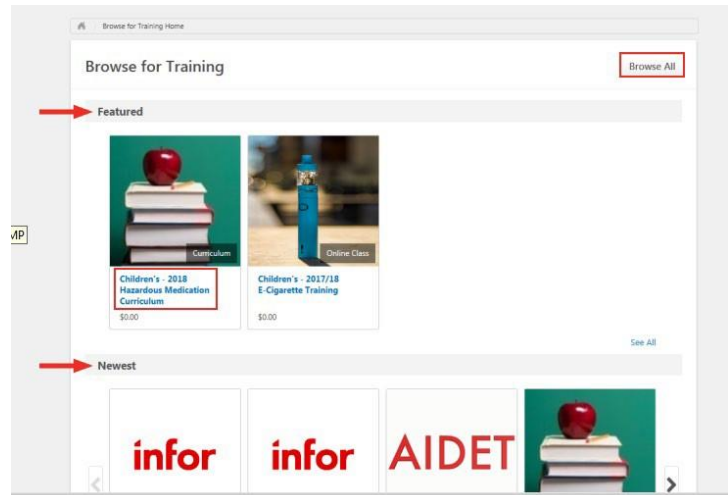 Browse for Training Home
Browse for Training
Browse All
Featured
MP
Curriculum
Online Class
Children's - 2018
Hazardous Medication
Curriculum
$0.00
Children's - 2017/18
E-Cigarette Training
$0.00
See All
Newest
infor
infor
AIDET